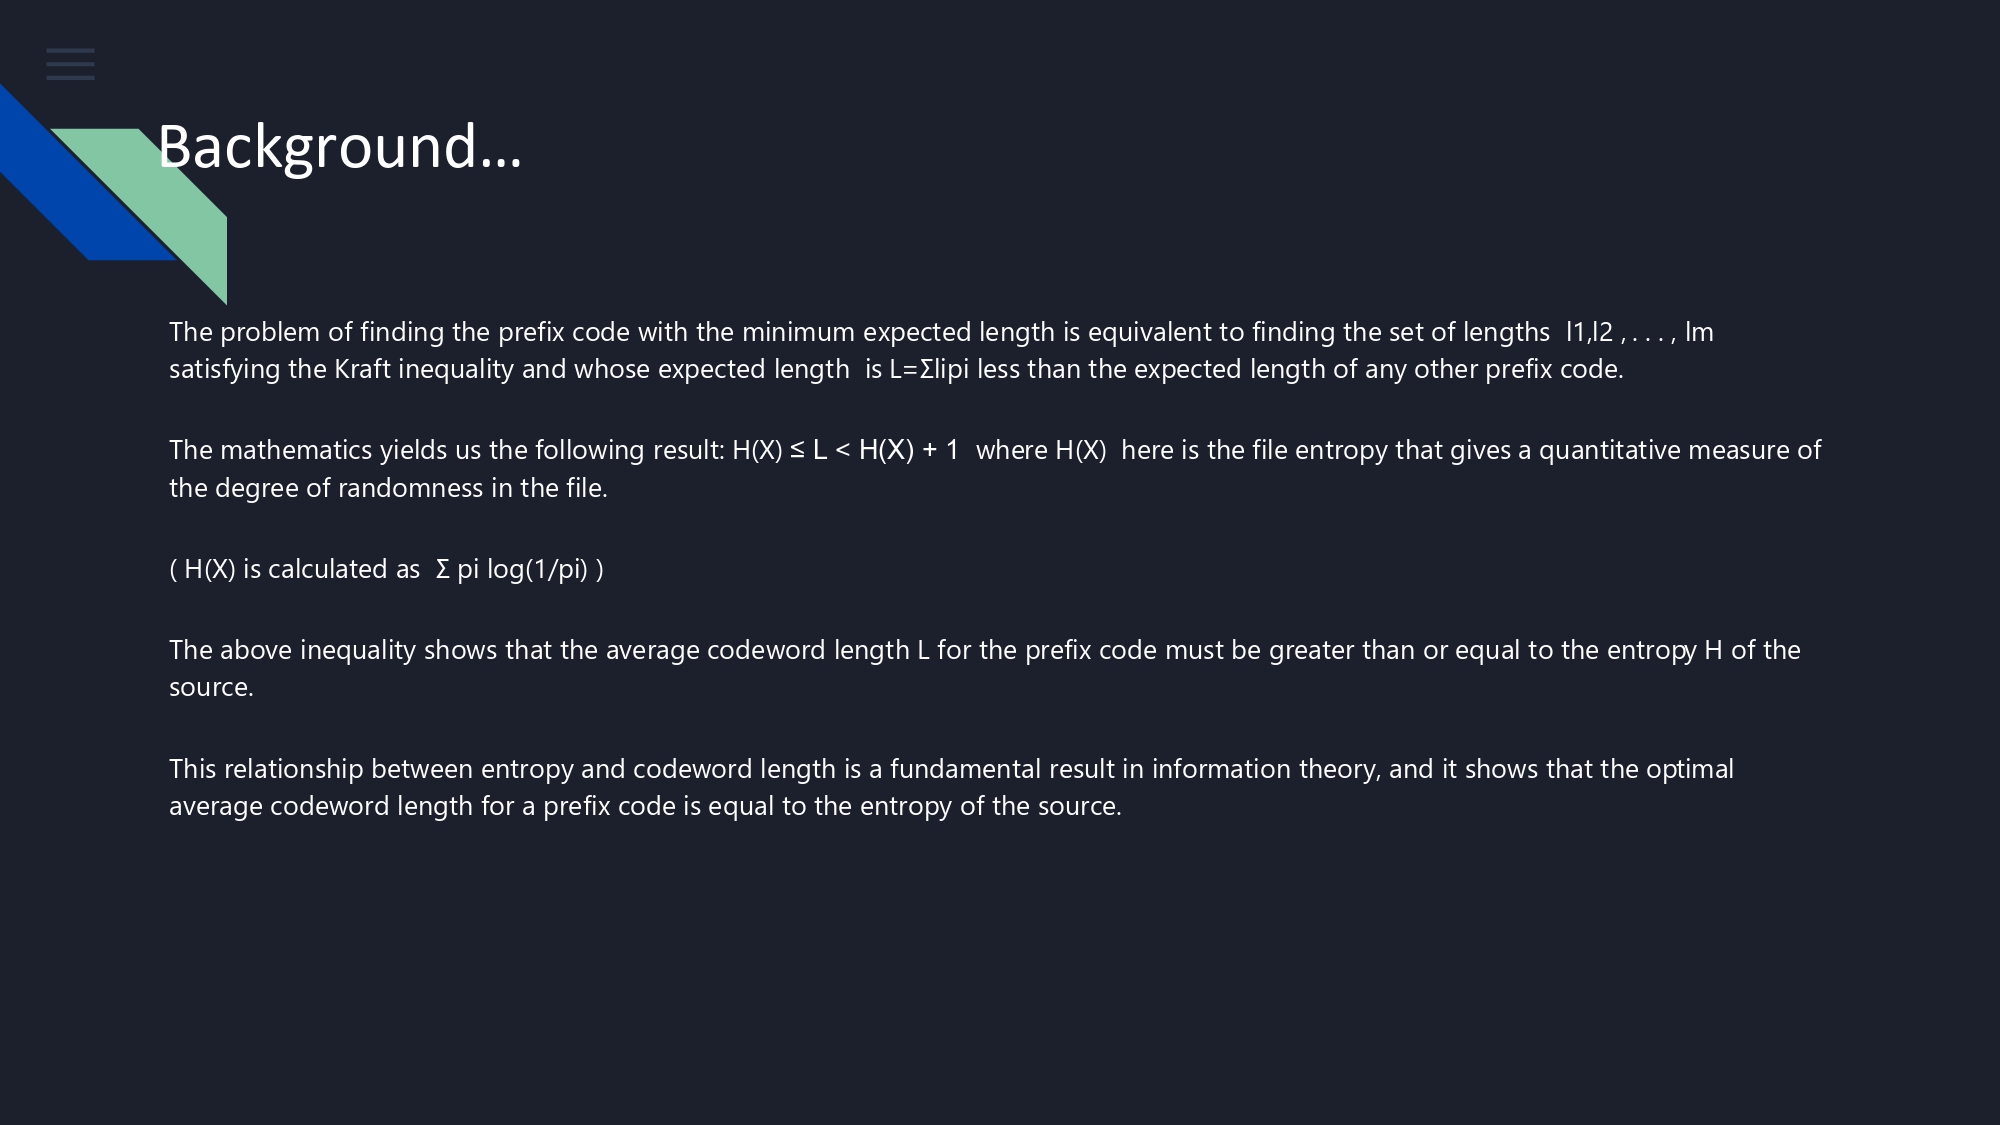 Background...
The problem of finding the prefix code with the minimum expected length is equivalent to finding the set of lengths  l1,l2 , . . . , lm
satisfying the Kraft inequality and whose expected length  is L=Σlipi less than the expected length of any other prefix code.
The mathematics yields us the following result: H(X) ≤ L < H(X) + 1  where H(X)  here is the file entropy that gives a quantitative measure of
the degree of randomness in the file.
( H(X) is calculated as  Σ pi log(1/pi) )
The above inequality shows that the average codeword length L for the prefix code must be greater than or equal to the entropy H of the
source.
This relationship between entropy and codeword length is a fundamental result in information theory, and it shows that the optimal
average codeword length for a prefix code is equal to the entropy of the source.